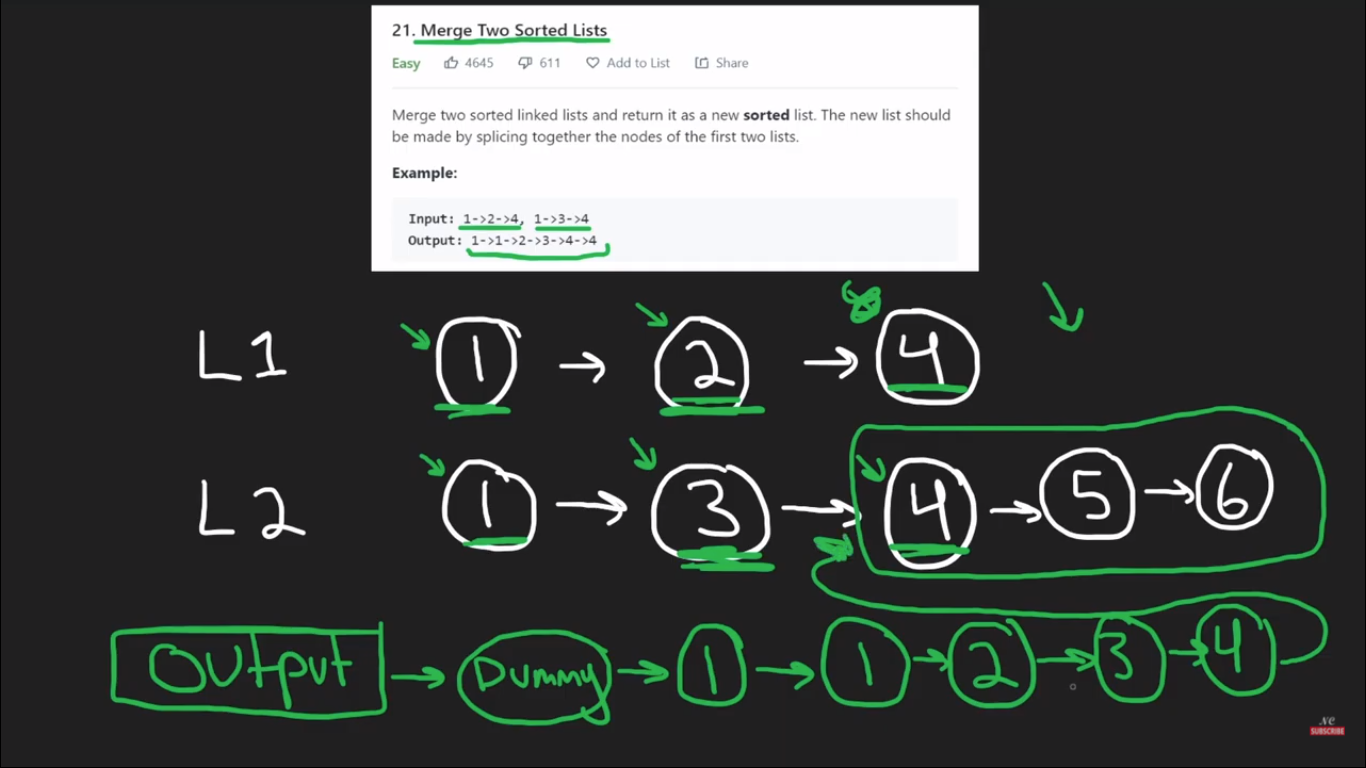 21. Merge Two Sorted Lists
Easy 4645 611 Add to List Share
Merge two sorted linked lists and return it as a new sorted list. The new list should
be made by splicing together the nodes of the first two lists.
Example:
Input: 1->2->4, 1->3->4
Output: 1->1->2->3->4->4
L1 1 → 2 → 4
L2 1 → 3 → 4 → 5 → 6
OUtpUt → Dummy → 1 → 1 → 2 → 3 → 4
NC
SUBSCRIBE